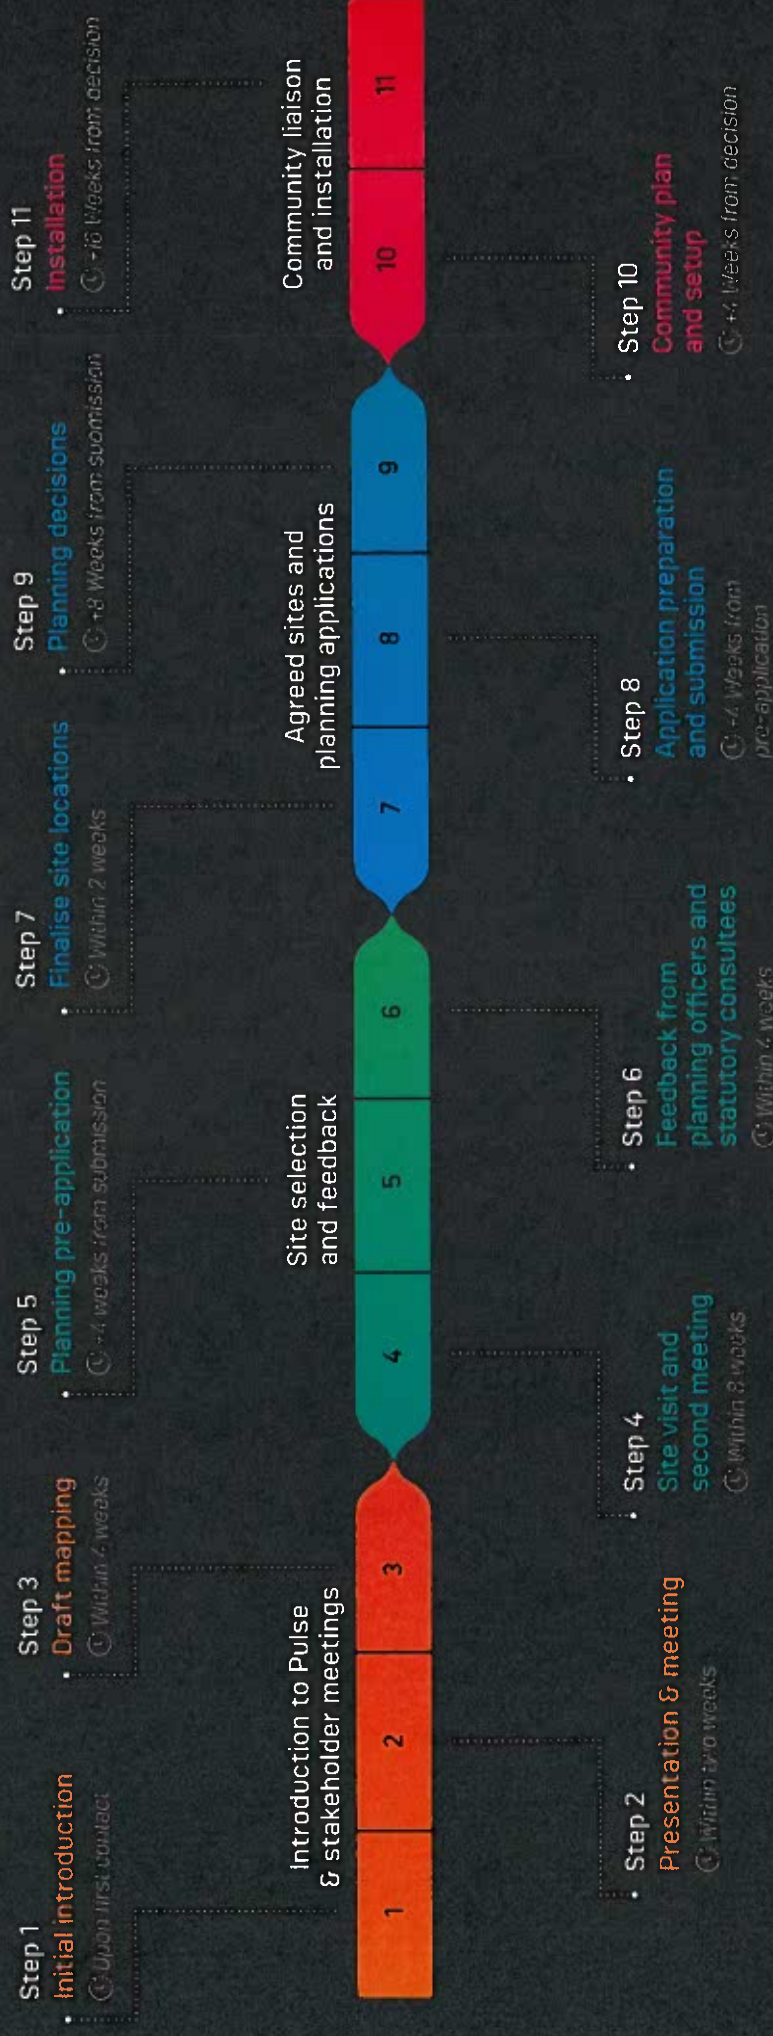 Step 1
Initial introduction
Upon first contact
Step 3
Draft mapping
Within 4 weeks
Step 5
Planning pre-application
+4 weeks from submission
Step 7
Finalise site locations
Within 2 weeks
Step 9
Planning decisions
+8 Weeks from submission
Step 11
Installation
Weeks from decision
Introduction to Pulse
& stakeholder meetings
Site selection
and feedback
Agreed sites and
planning applications
Community liaison
and installation
1
2
3
4
5
6
7
8
9
10
11
Step 2
Presentation & meeting
Within two weeks
Step 4
Site visit and
second meeting
Within 8 weeks
Step 6
Feedback from
planning officers and
statutory consultees
Within 4 weeks
Step 8
Application preparation
and submission
Weeks from
pre-application
Step 10
Community plan
and setup
+4 Weeks from decision